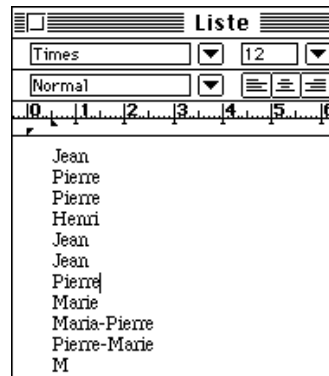 Liste
Times 12
Normal
0 1 2 3 4 5 6
Jean
Pierre
Pierre
Henri
Jean
Jean
Pierre
Marie
Maria-Pierre
Pierre-Marie
M